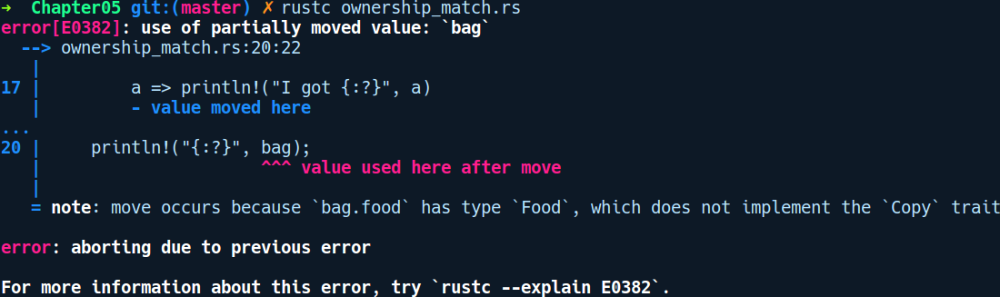 ➜  Chapter05 git:(master) ✗ rustc ownership_match.rs
error[E0382]: use of partially moved value: `bag`
  --> ownership_match.rs:20:22
   |
17 |         a => println!("I got {:?}", a)
   |         - value moved here
...
20 |     println!("{:?}", bag);
   |                      ^^^ value used here after move
   |
   = note: move occurs because `bag.food` has type `Food`, which does not implement the `Copy` trait

error: aborting due to previous error

For more information about this error, try `rustc --explain E0382`.